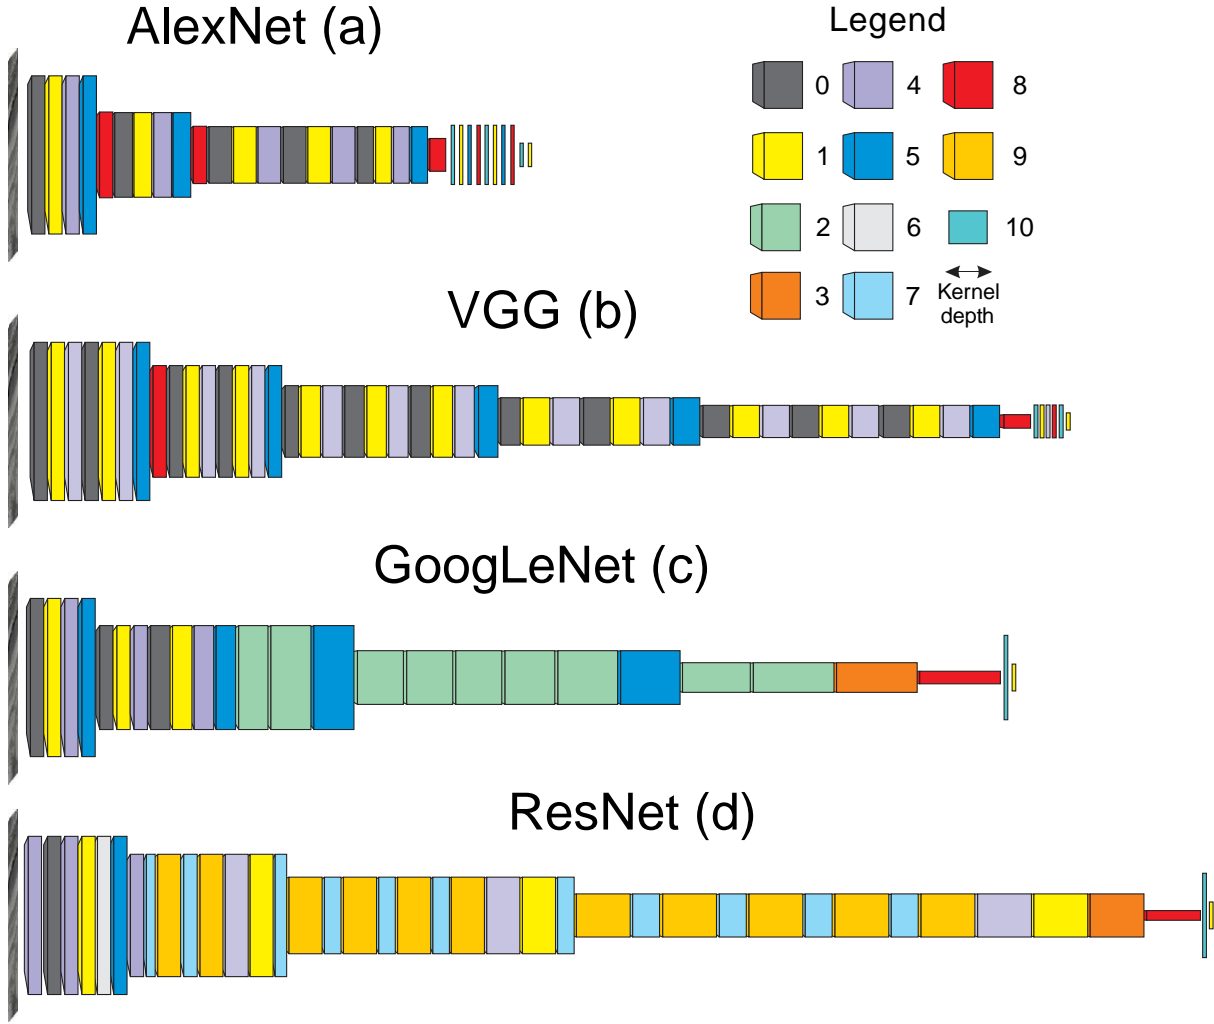 AlexNet (a)
Legend
0 4 8
1 5 9
2 6 10
3 7 Kernel
depth
VGG (b)
GoogLeNet (c)
ResNet (d)